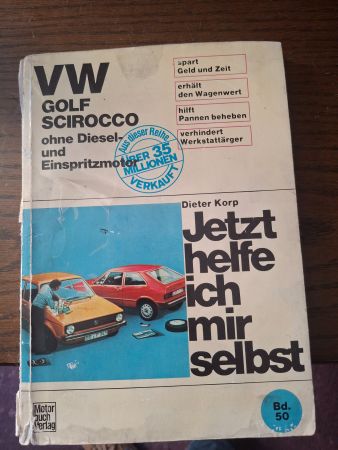 VW
GOLF
SCIROCCO
ohne Diesel-
und
Einspritzmotor
spart
Geld und Zeit
erhält
den Wagenwert
hilft
Pannen beheben
verhindert
Werkstattärger
Aus dieser Reihe
ÜBER 35
MILLIONEN
VERKAUFT
Dieter Korp
Jetzt
helfe
ich
mir
selbst
Bd.
50
Motor
buch
Verlag